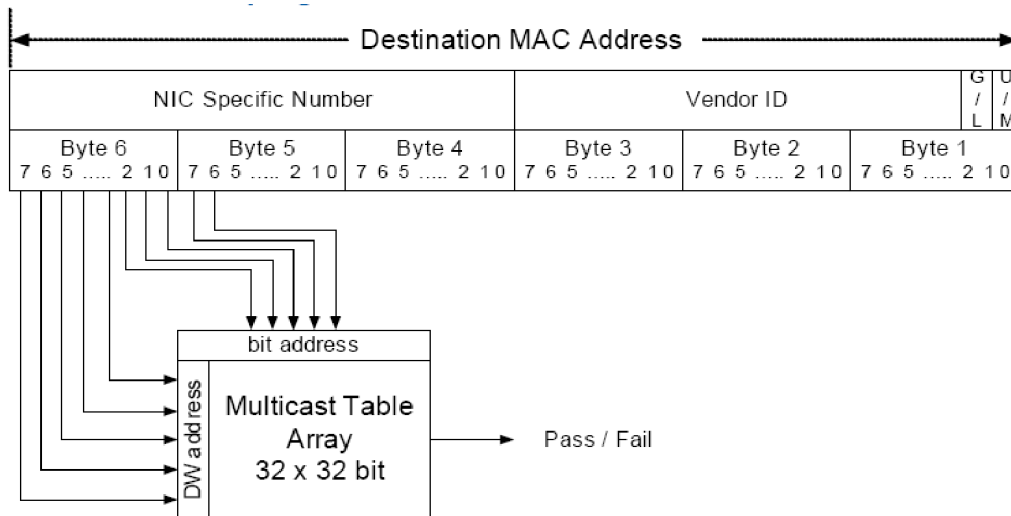 Destination MAC Address
NIC Specific Number Vendor ID G / L U / M
Byte 6 Byte 5 Byte 4 Byte 3 Byte 2 Byte 1
7 6 5 ..... 2 1 0 7 6 5 ..... 2 1 0 7 6 5 ..... 2 1 0 7 6 5 ..... 2 1 0 7 6 5 ..... 2 1 0 7 6 5 ..... 2 1 0
bit address
DW address
Multicast Table
Array
32 x 32 bit
Pass / Fail